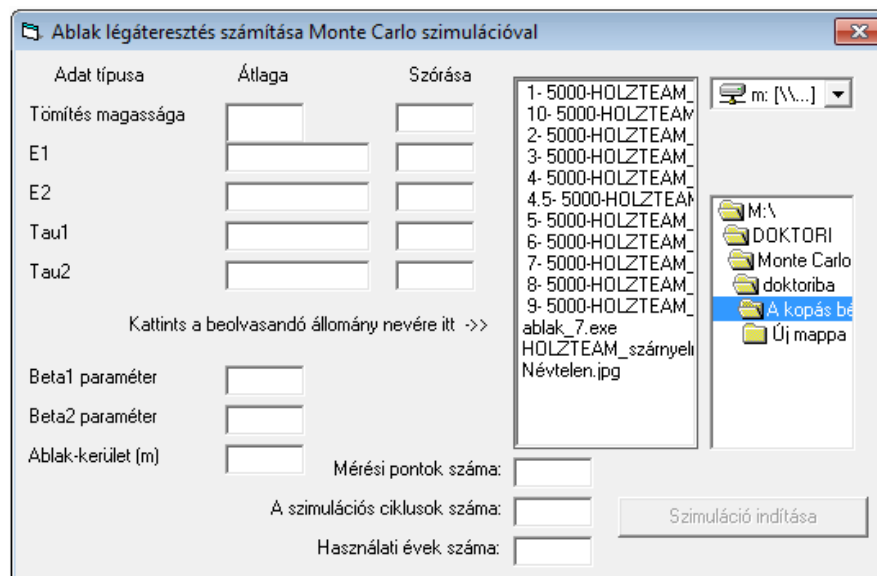 Ablak légáteresztés számítása Monte Carlo szimulációval
Adat típusa Átlaga Szórása
Tömítés magassága
E1
E2
Tau1
Tau2
Kattints a beolvasandó állomány nevére itt ->>
Beta1 paraméter
Beta2 paraméter
Ablak-kerület (m)
Mérési pontok száma:
A szimulációs ciklusok száma:
Használati évek száma:
1- 5000-HOLZTEAM_
10- 5000-HOLZTEAM
2- 5000-HOLZTEAM_
3- 5000-HOLZTEAM_
4- 5000-HOLZTEAM_
4.5- 5000-HOLZTEAM
5- 5000-HOLZTEAM_
6- 5000-HOLZTEAM_
7- 5000-HOLZTEAM_
8- 5000-HOLZTEAM_
9- 5000-HOLZTEAM_
ablak_7.exe
HOLZTEAM_szárnyel
Névtelen.jpg
m: [\\...]
M:\
DOKTORI
Monte Carlo
doktoriba
A kopás bé
Új mappa
Szimuláció indítása